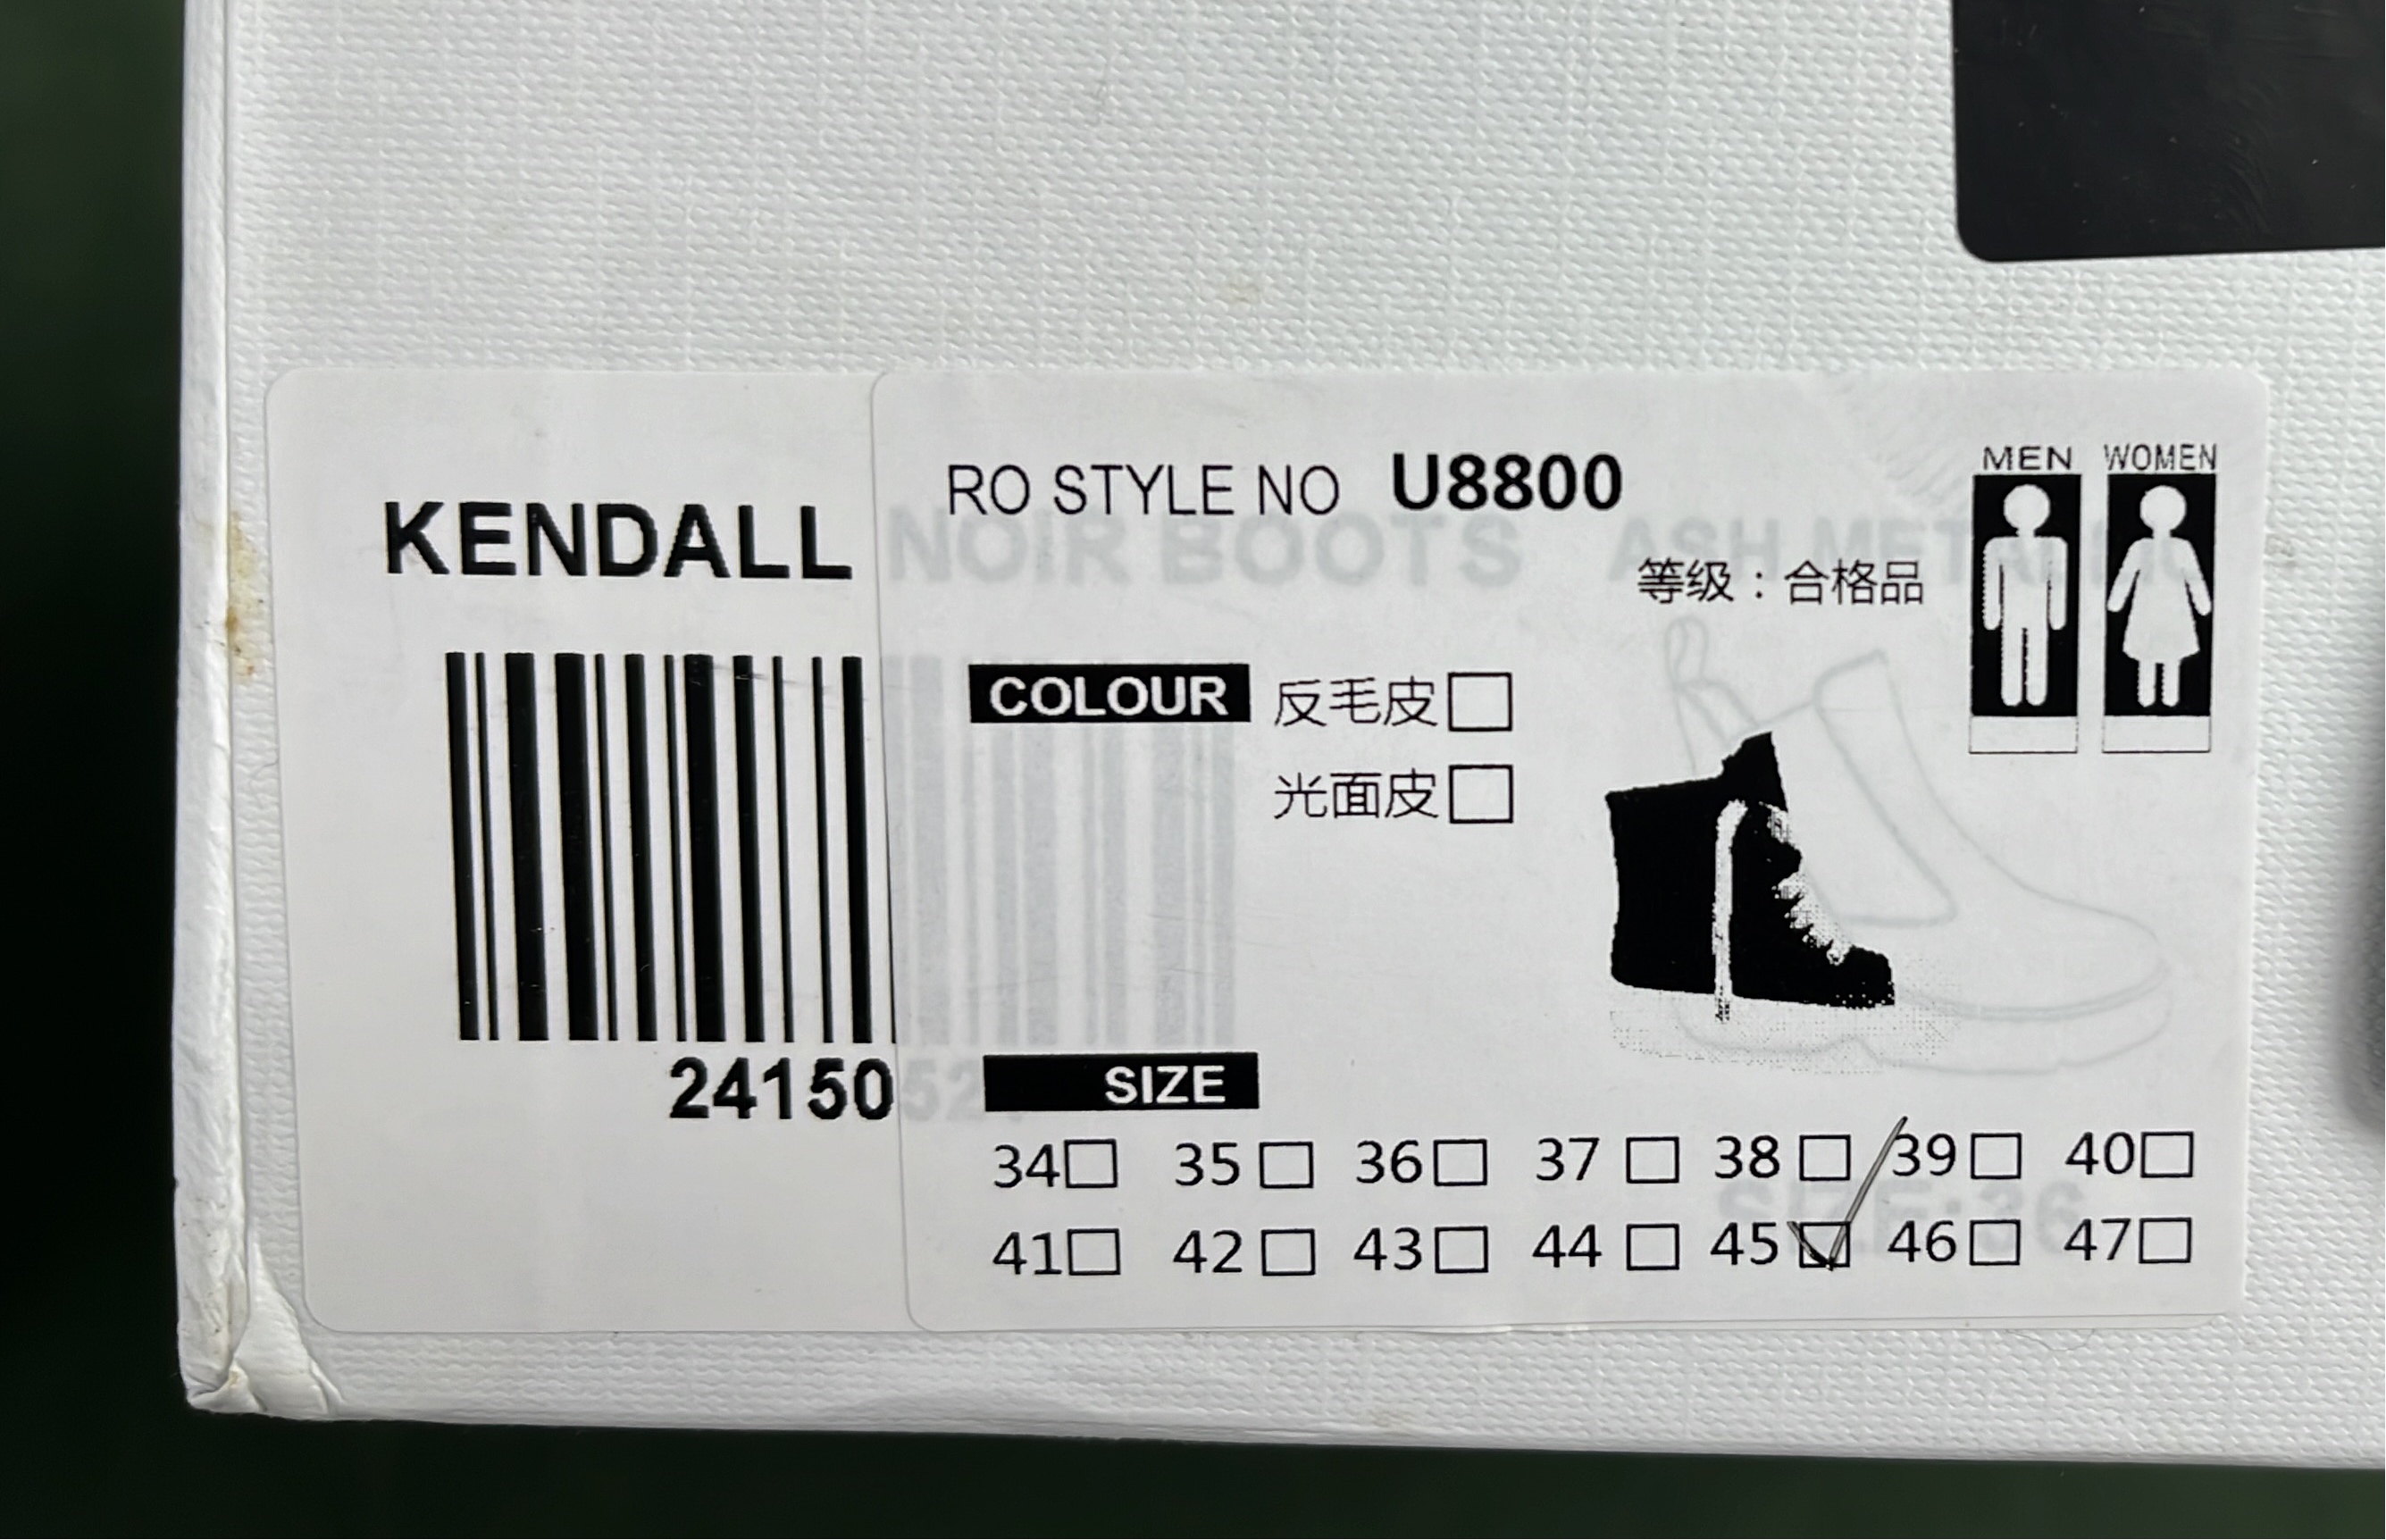 KENDALL NOIR BOOTS ASH METALLIC
24150
RO STYLE NO U8800
MEN WOMEN
等级：合格品
COLOUR 反毛皮
光面皮
SIZE
34 35 36 37 38 39 40
41 42 43 44 45 46 47
SIZE:36